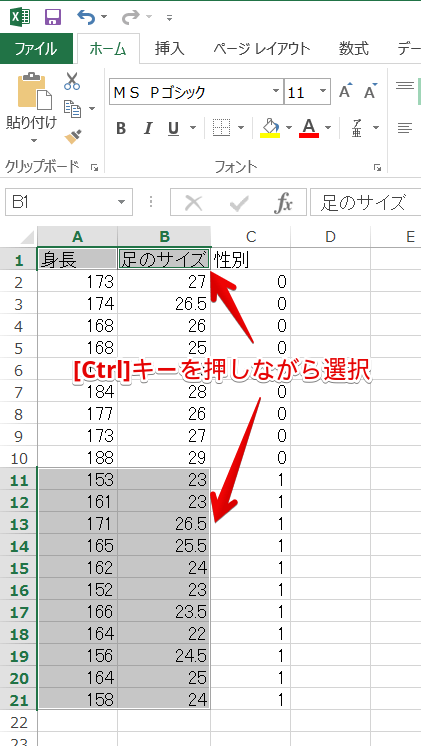 ファイル ホーム 挿入 ページ レイアウト 数式 デー
貼り付け ＭＳ Ｐゴシック 11 A A
B I U A 亜
クリップボード フォント
B1 fx 足のサイズ
A B C D E
1 身長 足のサイズ 性別
2 173 27 0
3 174 26.5 0
4 168 26 0
5 168 25 0
[Ctrl]キーを押しながら選択
7 184 28 0
8 177 26 0
9 173 27 0
10 188 29 0
11 153 23 1
12 161 23 1
13 171 26.5 1
14 165 25.5 1
15 162 24 1
16 152 23 1
17 166 23.5 1
18 164 22 1
19 156 24.5 1
20 164 25 1
21 158 24 1
22
23